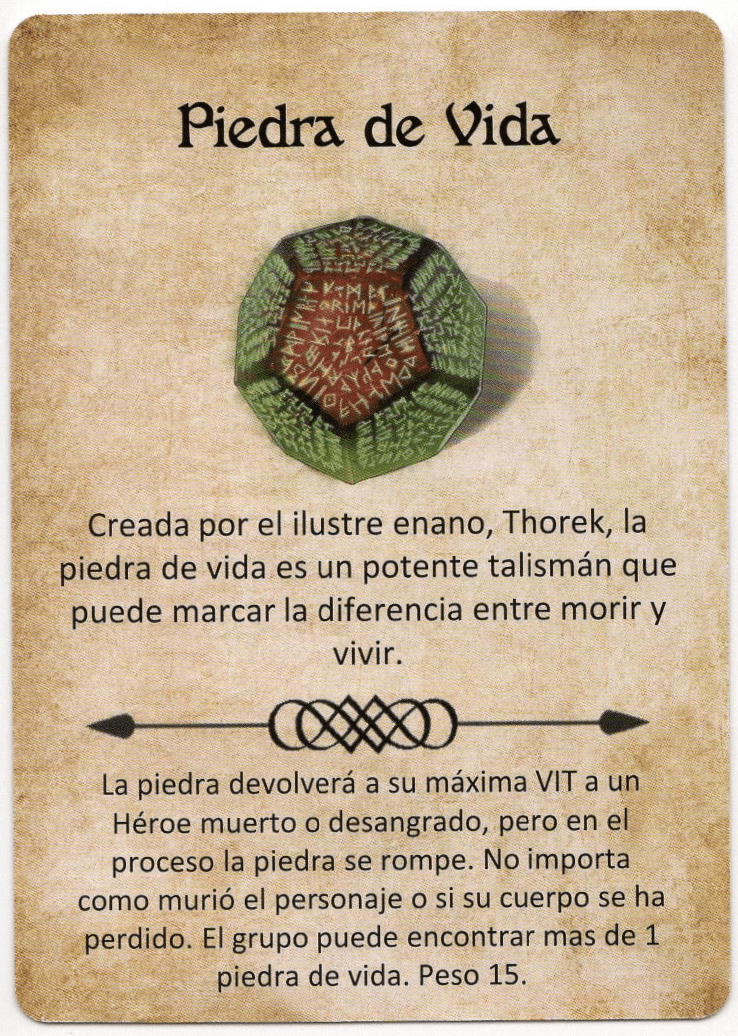 Piedra de Vida
Creada por el ilustre enano, Thorek, la
piedra de vida es un potente talismán que
puede marcar la diferencia entre morir y
vivir.
La piedra devolverá a su máxima VIT a un
Héroe muerto o desangrado, pero en el
proceso la piedra se rompe. No importa
como murió el personaje o si su cuerpo se ha
perdido. El grupo puede encontrar mas de 1
piedra de vida. Peso 15.